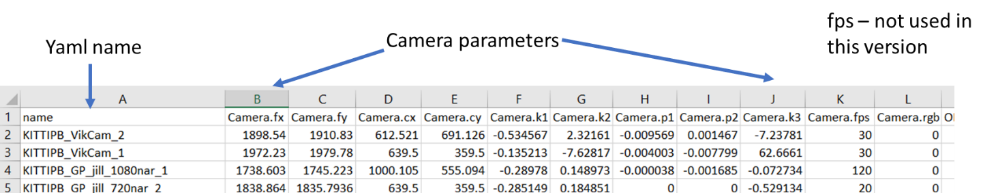 fps – not used in
this version
Yaml name
Camera parameters
A B C D E F G H I J K L
1 name Camera.fx Camera.fy Camera.cx Camera.cy Camera.k1 Camera.k2 Camera.p1 Camera.p2 Camera.k3 Camera.fps Camera.rgb
2 KITTIPB_VikCam_2 1898.54 1910.83 612.521 691.126 -0.534567 2.32161 -0.009569 0.001467 -7.23781 30 0
3 KITTIPB_VikCam_1 1972.23 1979.78 639.5 359.5 -0.135213 -7.62817 -0.004003 -0.007799 62.6661 30 0
4 KITTIPB_GP_jill_1080nar_1 1738.603 1745.223 1000.105 555.094 -0.28978 0.148973 -0.000038 -0.001685 -0.072734 120 0
5 KITTIPB_GP_jill_720nar_2 1838.864 1835.7936 639.5 359.5 -0.285149 0.184851 0 0 -0.529134 20 0